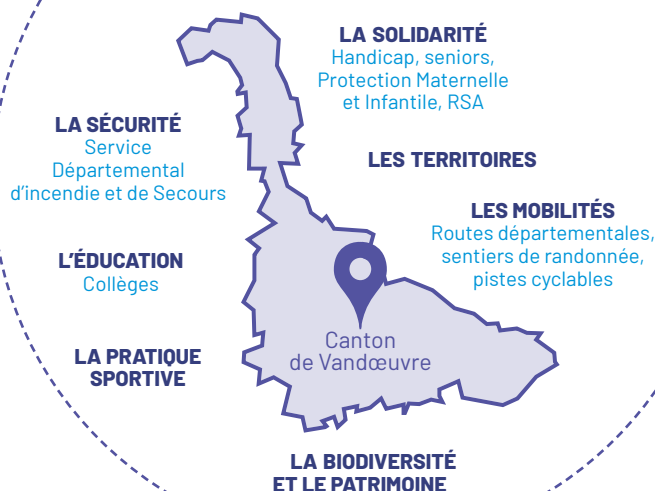 LA SOLIDARITÉ
Handicap, seniors,
Protection Maternelle
et Infantile, RSA
LA SÉCURITÉ
Service
Départemental
d'incendie et de Secours
LES TERRITOIRES
LES MOBILITÉS
Routes départementales,
sentiers de randonnée,
pistes cyclables
L'ÉDUCATION
Collèges
Canton
de Vandœuvre
LA PRATIQUE
SPORTIVE
LA BIODIVERSITÉ
ET LE PATRIMOINE